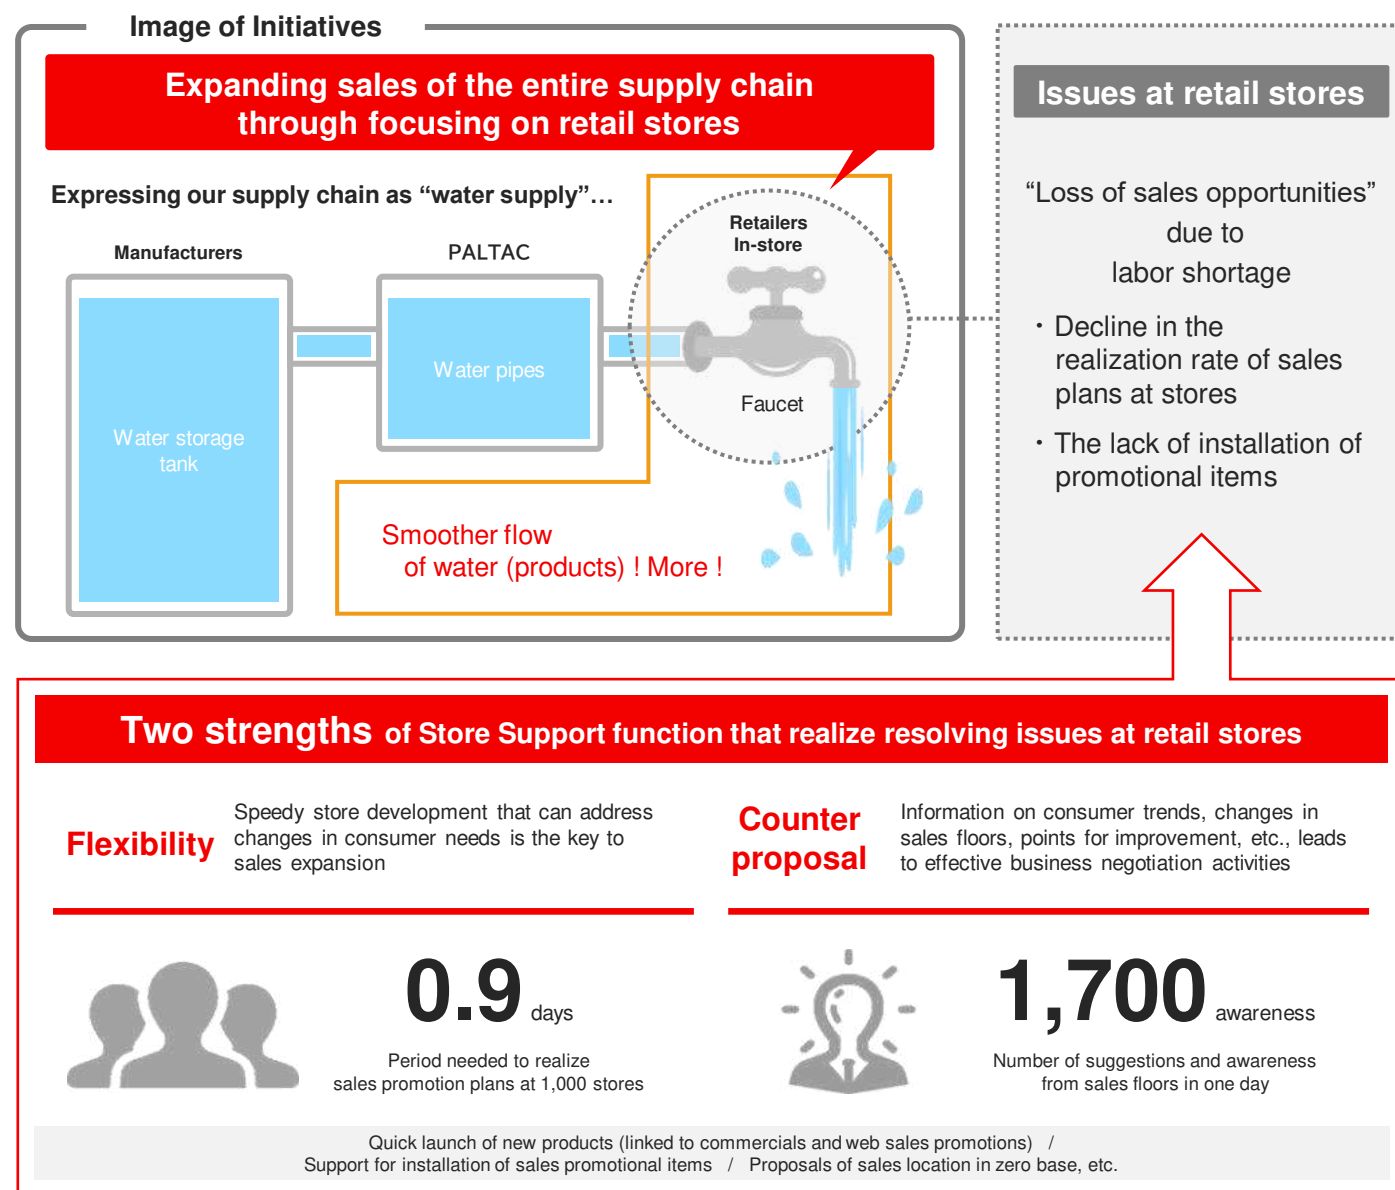 Image of Initiatives
Expanding sales of the entire supply chain
through focusing on retail stores
Expressing our supply chain as “water supply”…
Manufacturers
Water storage
tank
PALTAC
Water pipes
Retailers
In-store
Faucet
Smoother flow
of water (products) ! More !
Issues at retail stores
“Loss of sales opportunities”
due to
labor shortage
・Decline in the
realization rate of sales
plans at stores
・The lack of installation of
promotional items
Two strengths of Store Support function that realize resolving issues at retail stores
Flexibility
Speedy store development that can address
changes in consumer needs is the key to
sales expansion
0.9 days
Period needed to realize
sales promotion plans at 1,000 stores
Counter
proposal
Information on consumer trends, changes in
sales floors, points for improvement, etc., leads
to effective business negotiation activities
1,700 awareness
Number of suggestions and awareness
from sales floors in one day
Quick launch of new products (linked to commercials and web sales promotions) /
Support for installation of sales promotional items / Proposals of sales location in zero base, etc.